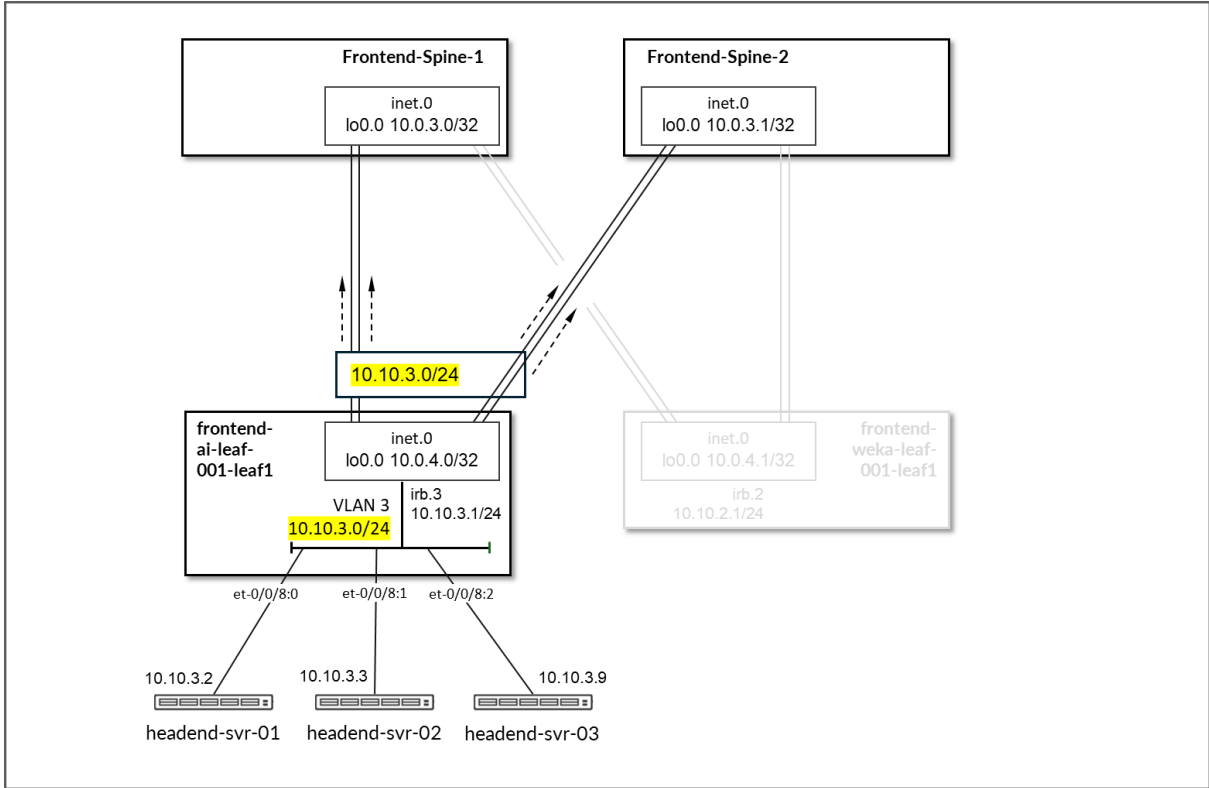 Frontend-Spine-1
inet.0
lo0.0 10.0.3.0/32
Frontend-Spine-2
inet.0
lo0.0 10.0.3.1/32
10.10.3.0/24
frontend-
ai-leaf-
001-leaf1
inet.0
lo0.0 10.0.4.0/32
irb.3
10.10.3.1/24
VLAN 3
10.10.3.0/24
inet.0
lo0.0 10.0.4.1/32
frontend-
weka-leaf-
001-leaf1
irb.2
10.10.2.1/24
et-0/0/8:0
et-0/0/8:1
et-0/0/8:2
10.10.3.2
10.10.3.3
10.10.3.9
headend-svr-01
headend-svr-02
headend-svr-03